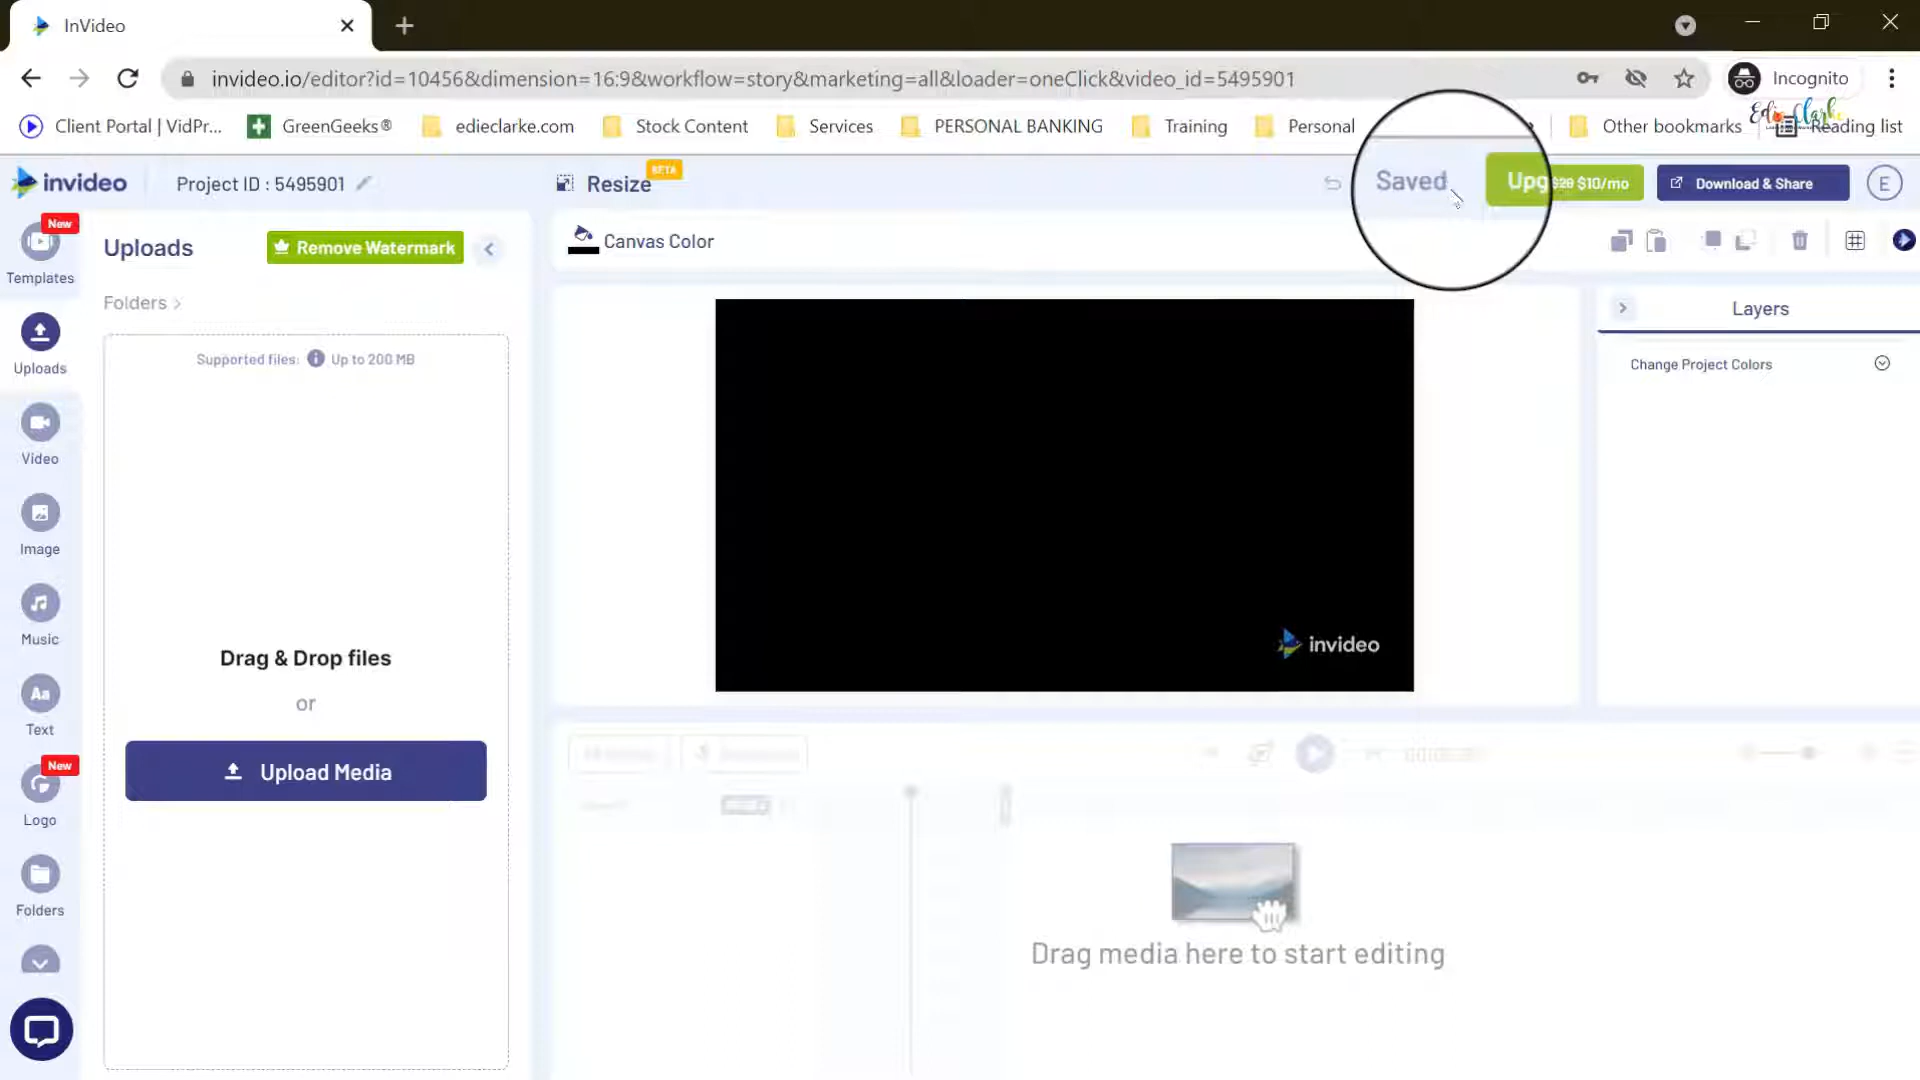 InVideo
invideo.io/editor?id=10456&dimension=16:9&workflow=story&marketing=all&loader=oneClick&video_id=5495901
Incognito
Client Portal | VidPr...
GreenGeeks®
edieclarke.com
Stock Content
Services
PERSONAL BANKING
Training
Personal
Other bookmarks
Reading list
invideo
Project ID : 5495901
Resize
BETA
Saved
Upg
$20 $10/mo
Download & Share
E
New
Templates
Uploads
Video
Image
Music
Aa
Text
New
Logo
Folders
Uploads
Remove Watermark
Folders >
Supported files: Up to 200 MB
Drag & Drop files
or
Upload Media
Canvas Color
invideo
Layers
Change Project Colors
Drag media here to start editing